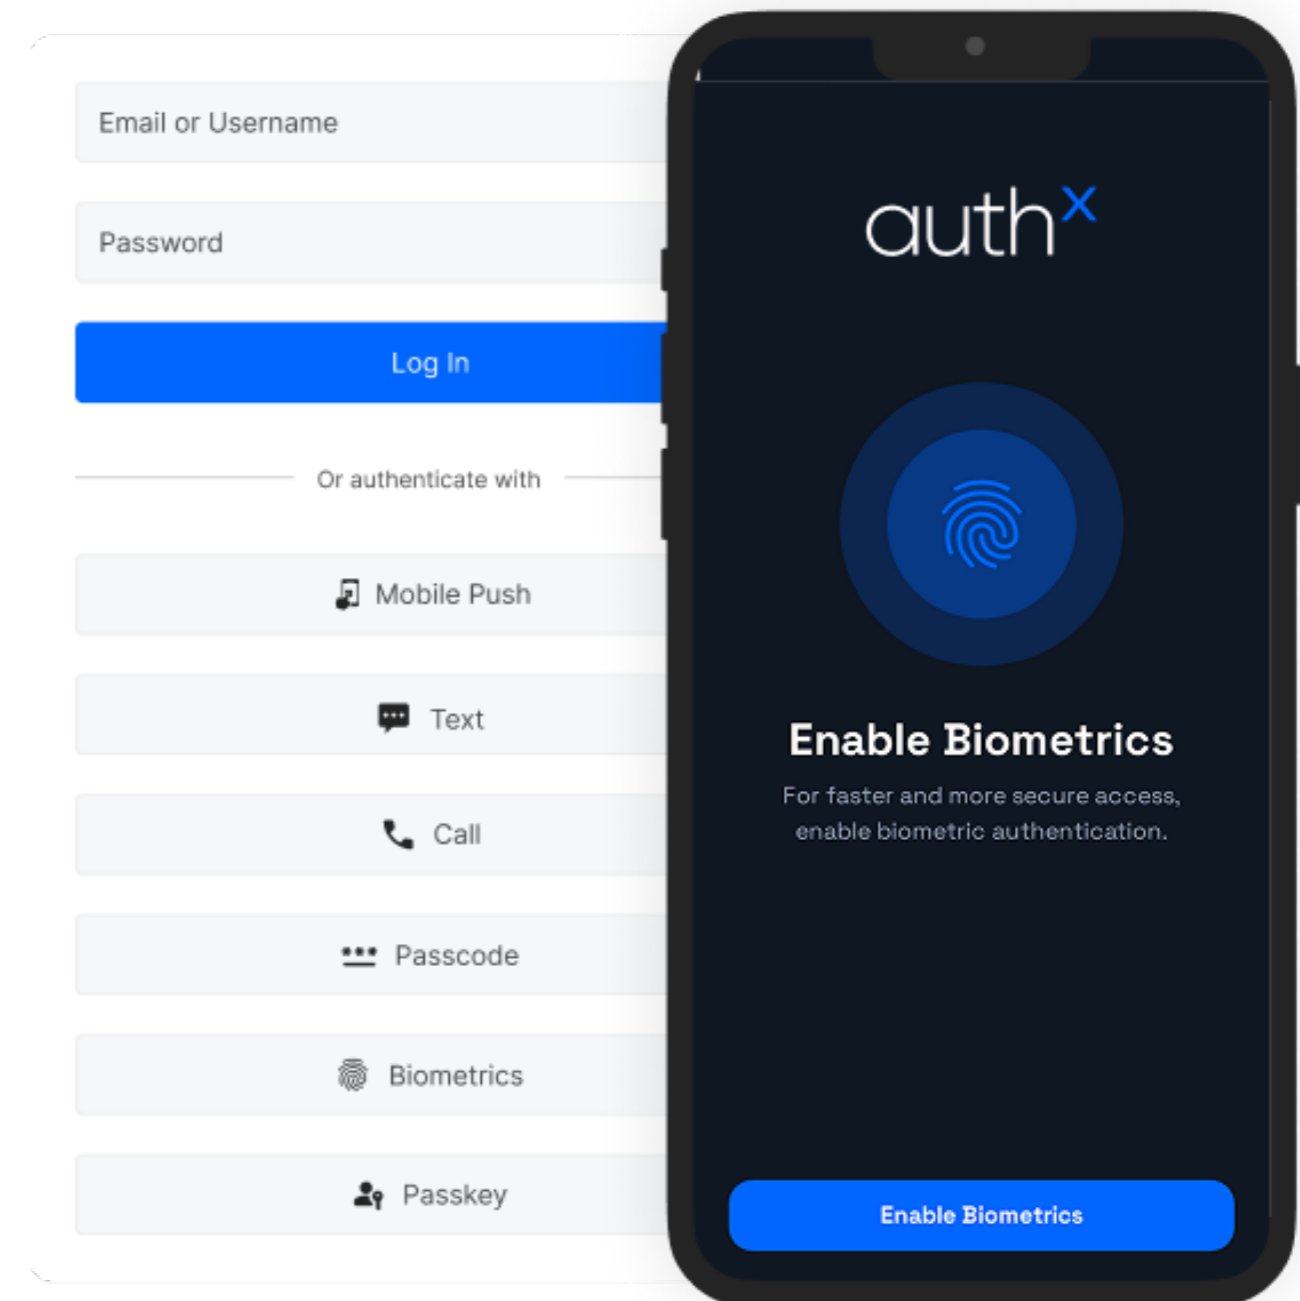 Email or Username
Password
Log In
Or authenticate with
Mobile Push
Text
Call
Passcode
Biometrics
Passkey
authx
Enable Biometrics
For faster and more secure access,
enable biometric authentication.
Enable Biometrics